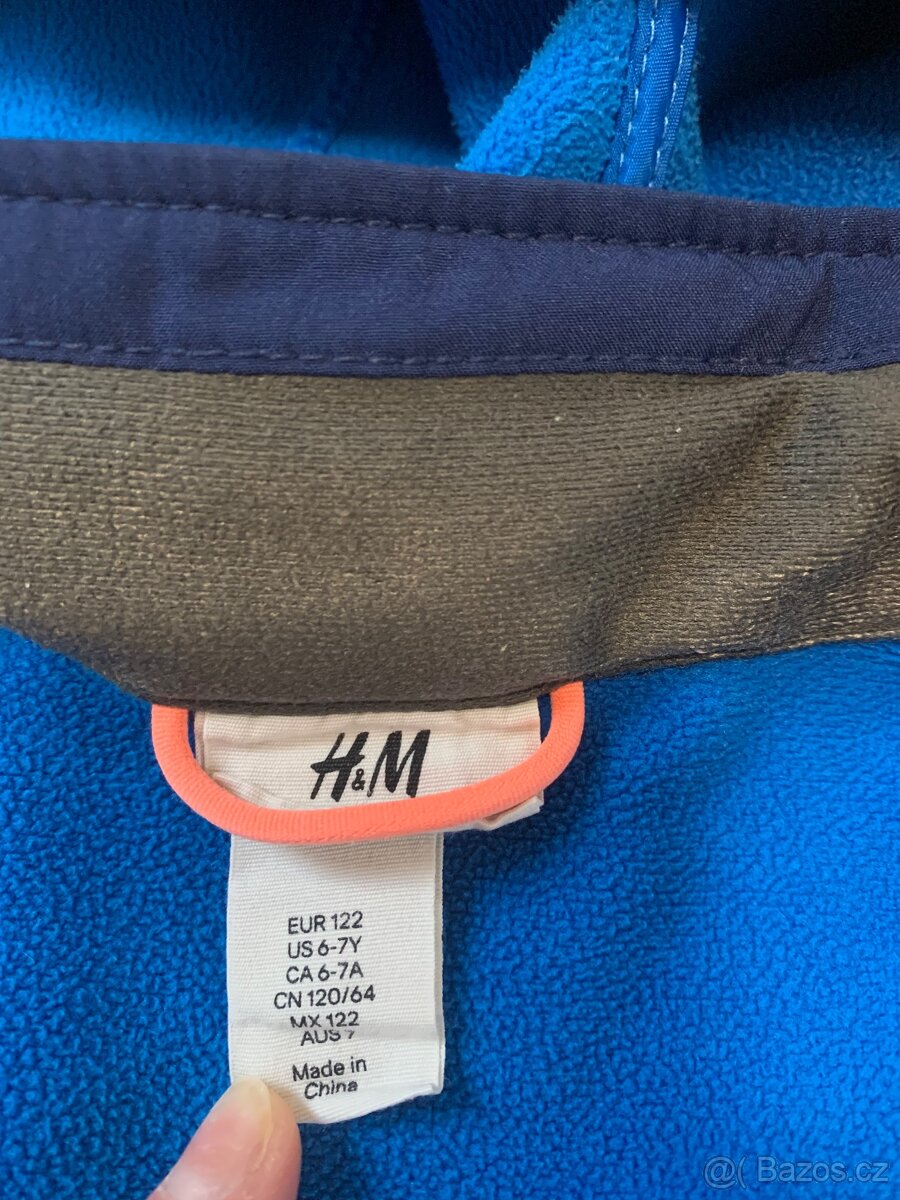 H&M
EUR 122
US 6-7Y
CA 6-7A
CN 120/64
MX 122
AUS 7
Made in
China
@( Bazos.cz